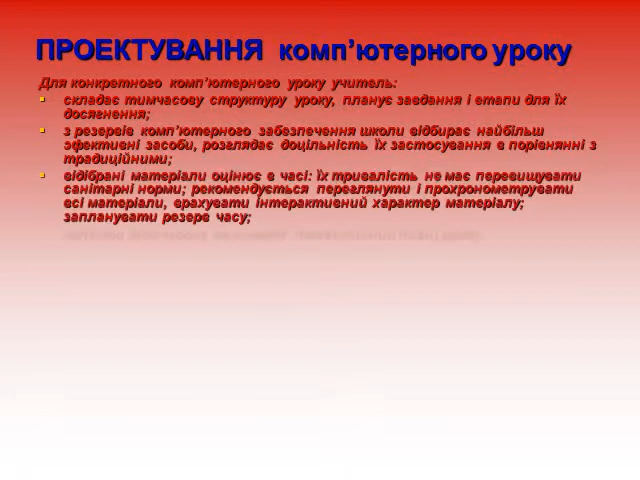 ПРОЕКТУВАННЯ комп’ютерного уроку
Для конкретного комп’ютерного уроку учитель:
складає тимчасову структуру уроку, планує завдання і етапи для їх
досягнення;
з резервів комп’ютерного забезпечення школи відбирає найбільш
эфективні засоби, розглядає доцільність їх застосування в порівнянні з
традиційними;
відібрані матеріали оцінює в часі: їх тривалість не має перевищувати
санітарні норми; рекомендується переглянути і прохронометрувати
всі матеріали, врахувати інтерактивний характер матеріалу;
запланувати резерв часу;